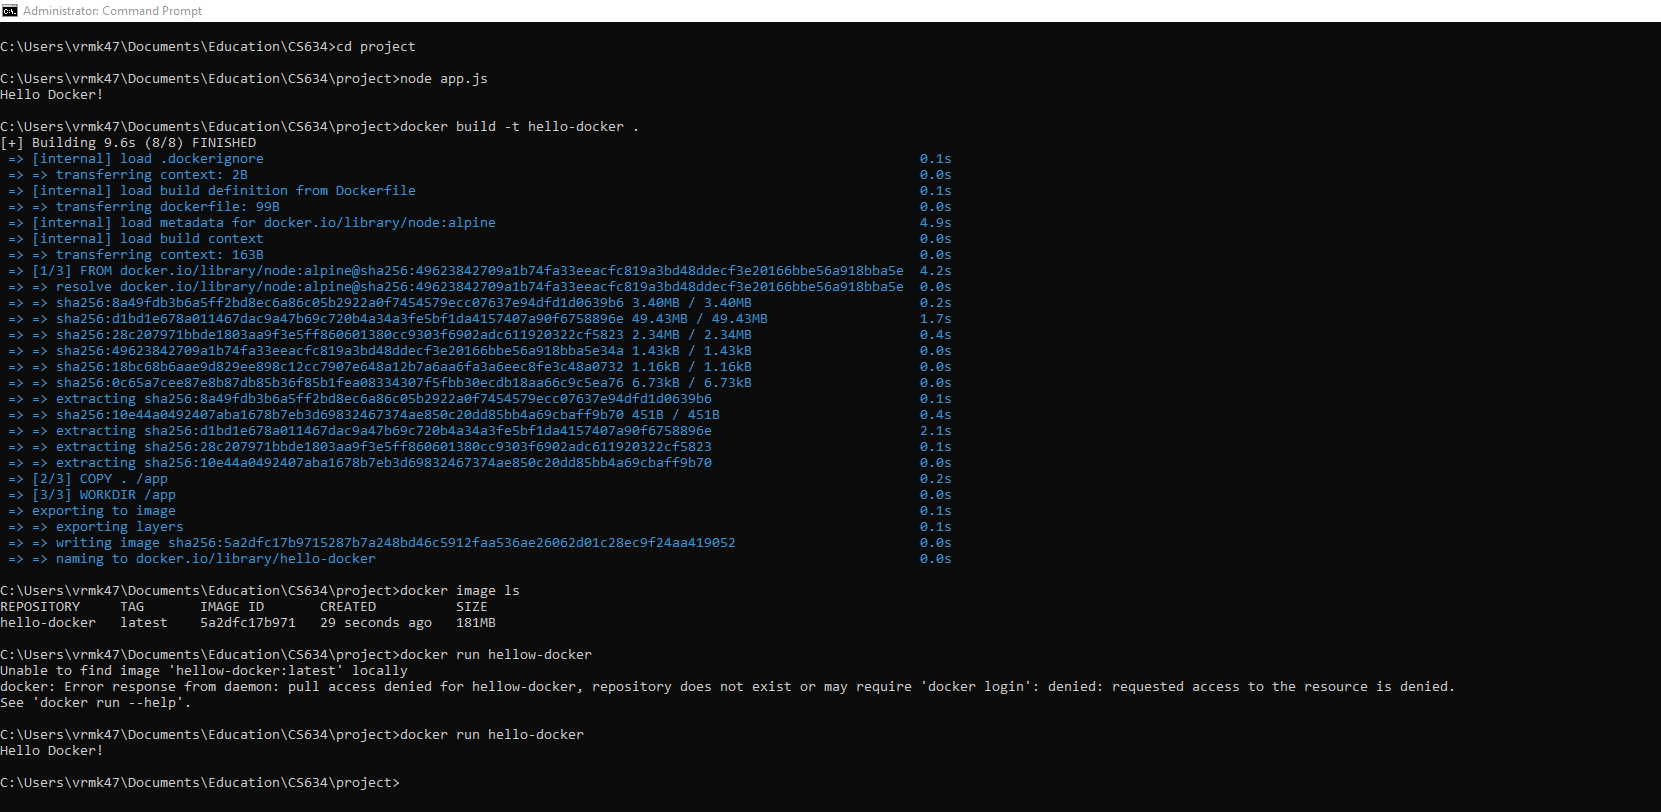 Administrator: Command Prompt
C:\Users\vrmk47\Documents\Education\CS634>cd project
C:\Users\vrmk47\Documents\Education\CS634\project>node app.js
Hello Docker!
C:\Users\vrmk47\Documents\Education\CS634\project>docker build -t hello-docker .
[+] Building 9.6s (8/8) FINISHED
=> [internal] load .dockerignore 0.1s
=> => transferring context: 2B 0.0s
=> [internal] load build definition from Dockerfile 0.1s
=> => transferring dockerfile: 99B 0.0s
=> [internal] load metadata for docker.io/library/node:alpine 4.9s
=> [internal] load build context 0.0s
=> => transferring context: 163B 0.0s
=> [1/3] FROM docker.io/library/node:alpine@sha256:49623842709a1b74fa33eeacfc819a3bd48ddecf3e20166bbe56a918bba5e 4.2s
=> => resolve docker.io/library/node:alpine@sha256:49623842709a1b74fa33eeacfc819a3bd48ddecf3e20166bbe56a918bba5e 0.0s
=> => sha256:8a49fdb3b6a5ff2bd8ec6a86c05b2922a0f7454579ecc07637e94dfd1d0639b6 3.40MB / 3.40MB 0.2s
=> => sha256:d1bd1e678a011467dac9a47b69c720b4a34a3fe5bf1da4157407a90f6758896e 49.43MB / 49.43MB 1.7s
=> => sha256:28c207971bbde1803aa9f3e5ff860601380cc9303f6902adc611920322cf5823 2.34MB / 2.34MB 0.4s
=> => sha256:49623842709a1b74fa33eeacfc819a3bd48ddecf3e20166bbe56a918bba5e34a 1.43kB / 1.43kB 0.0s
=> => sha256:18bc68b6aae9d829ee898c12cc7907e648a12b7a6aa6fa3a6eec8fe3c48a0732 1.16kB / 1.16kB 0.0s
=> => sha256:0c65a7cee87e8b87db85b36f85b1fea08334307f5fbb30ecdb18aa66c9c5ea76 6.73kB / 6.73kB 0.0s
=> => extracting sha256:8a49fdb3b6a5ff2bd8ec6a86c05b2922a0f7454579ecc07637e94dfd1d0639b6 0.1s
=> => sha256:10e44a0492407aba1678b7eb3d69832467374ae850c20dd85bb4a69cbaff9b70 451B / 451B 0.4s
=> => extracting sha256:d1bd1e678a011467dac9a47b69c720b4a34a3fe5bf1da4157407a90f6758896e 2.1s
=> => extracting sha256:28c207971bbde1803aa9f3e5ff860601380cc9303f6902adc611920322cf5823 0.1s
=> => extracting sha256:10e44a0492407aba1678b7eb3d69832467374ae850c20dd85bb4a69cbaff9b70 0.0s
=> [2/3] COPY . /app 0.2s
=> [3/3] WORKDIR /app 0.0s
=> exporting to image 0.1s
=> => exporting layers 0.1s
=> => writing image sha256:5a2dfc17b9715287b7a248bd46c5912faa536ae26062d01c28ec9f24aa419052 0.0s
=> => naming to docker.io/library/hello-docker 0.0s
C:\Users\vrmk47\Documents\Education\CS634\project>docker image ls
REPOSITORY TAG IMAGE ID CREATED SIZE
hello-docker latest 5a2dfc17b971 29 seconds ago 181MB
C:\Users\vrmk47\Documents\Education\CS634\project>docker run hellow-docker
Unable to find image 'hellow-docker:latest' locally
docker: Error response from daemon: pull access denied for hellow-docker, repository does not exist or may require 'docker login': denied: requested access to the resource is denied.
See 'docker run --help'.
C:\Users\vrmk47\Documents\Education\CS634\project>docker run hello-docker
Hello Docker!
C:\Users\vrmk47\Documents\Education\CS634\project>